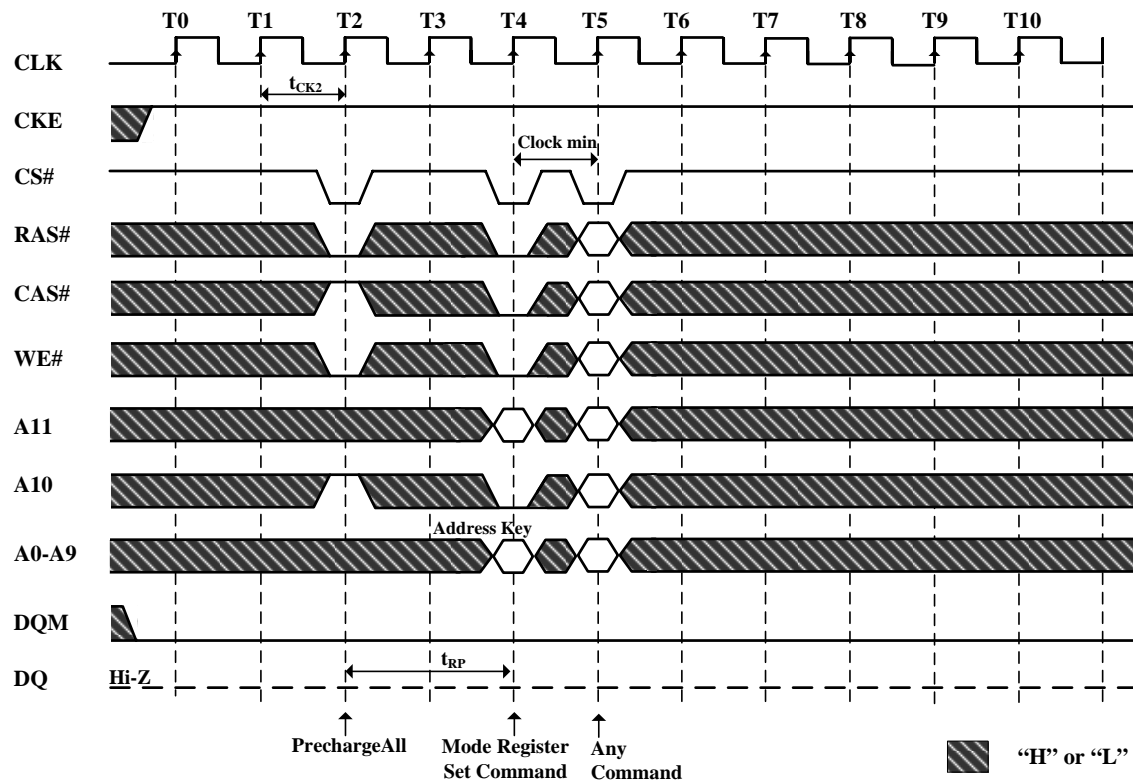 T0 T1 T2 T3 T4 T5 T6 T7 T8 T9 T10
CLK
tCK2
CKE
Clock min
CS#
RAS#
CAS#
WE#
A11
A10
Address Key
A0-A9
DQM
tRP
DQ Hi-Z
PrechargeAll
Mode Register
Set Command
Any
Command
“H” or “L”